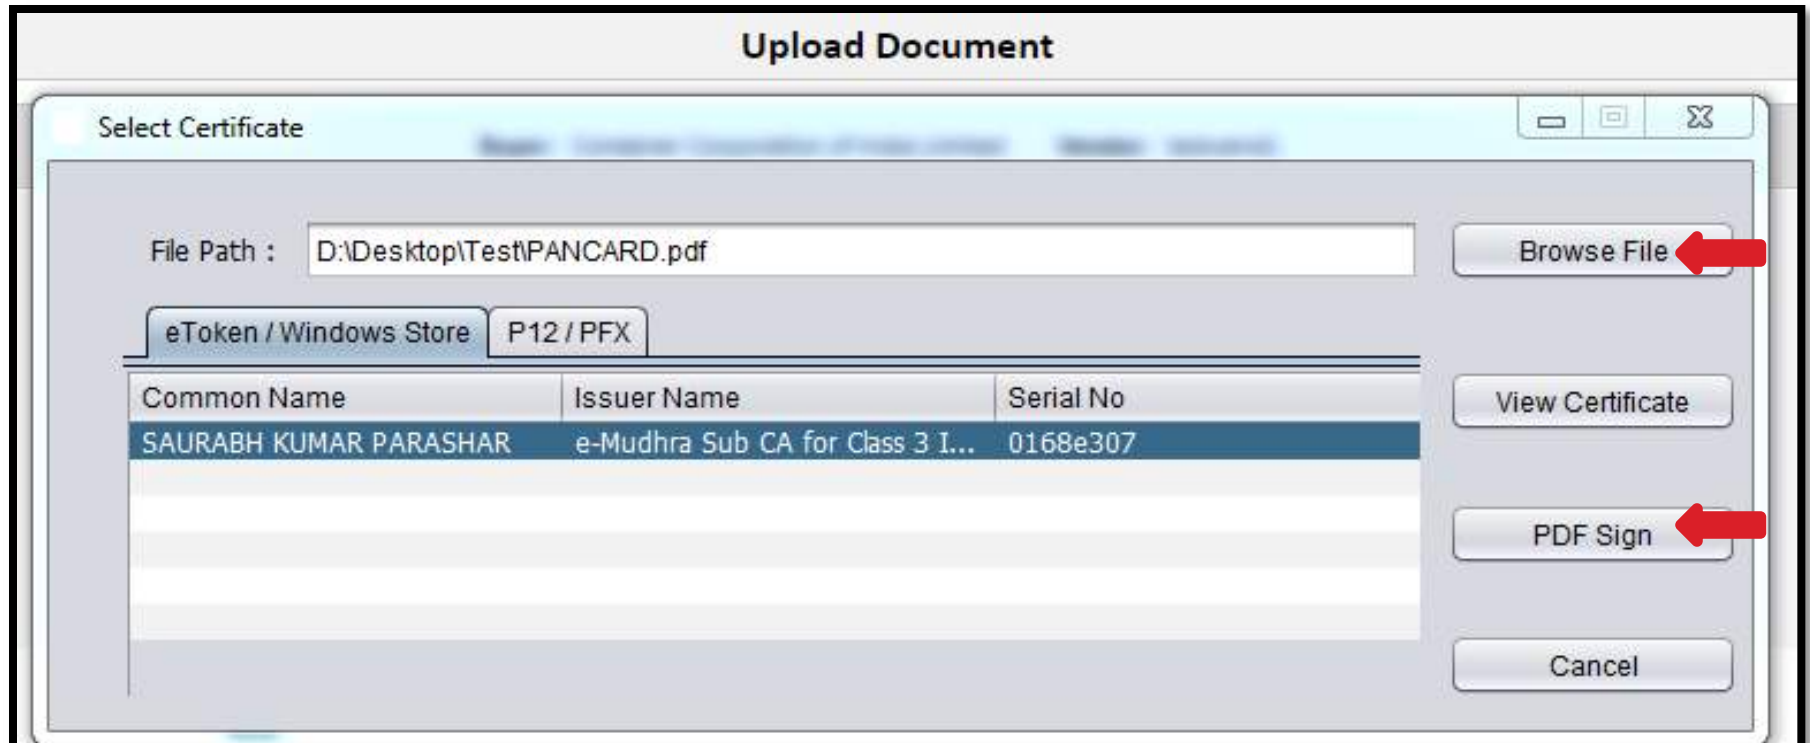 Upload Document
Select Certificate
File Path : D:\Desktop\Test\PANCARD.pdf Browse File
eToken / Windows Store P12 / PFX
Common Name Issuer Name Serial No View Certificate
SAURABH KUMAR PARASHAR e-Mudhra Sub CA for Class 3 I... 0168e307
PDF Sign
Cancel